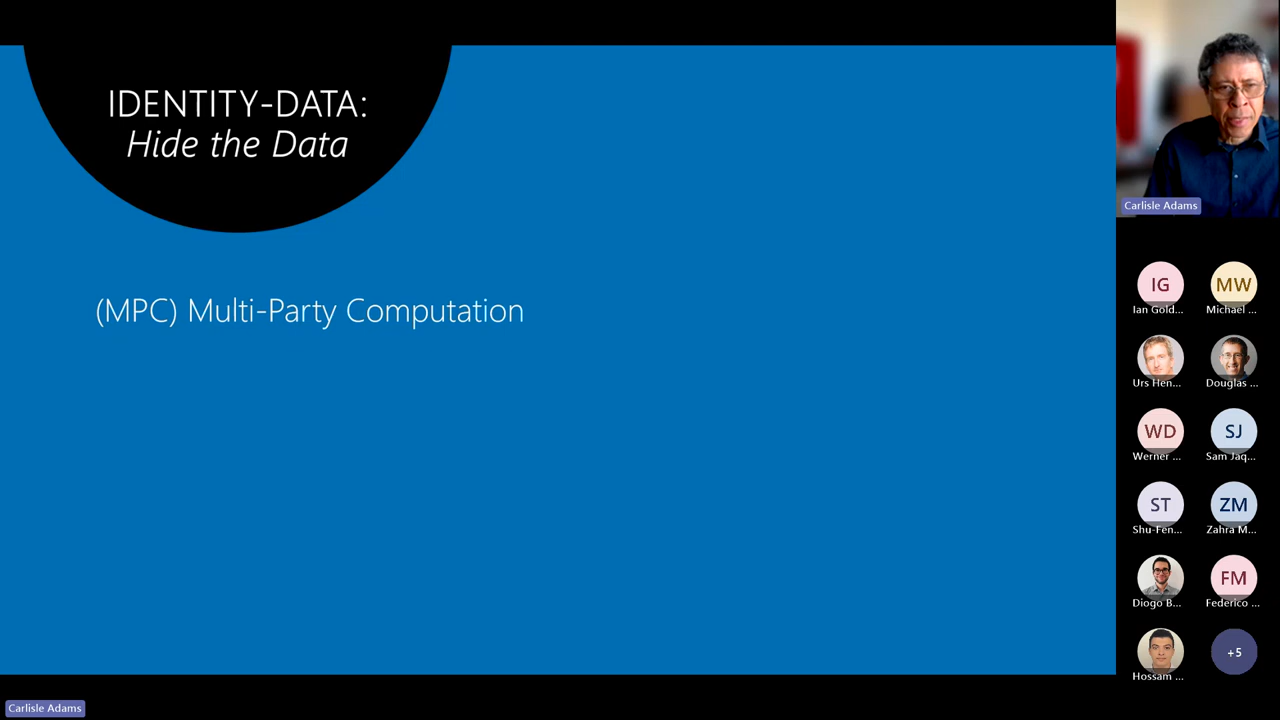 IDENTITY-DATA:
Hide the Data
(MPC) Multi-Party Computation
Carlisle Adams
IG
MW
Ian Gold...
Michael ...
Urs Hen...
Douglas ...
WD
SJ
Werner ...
Sam Jaq...
ST
ZM
Shu-Fen...
Zahra M...
FM
Diogo B...
Federico ...
Hossam ...
+5
Carlisle Adams